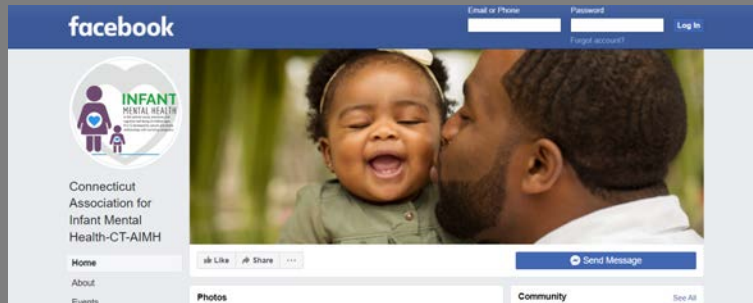 facebook
Email or Phone
Password
Log In
Forgot account?
INFANT
MENTAL HEALTH
Connecticut
Association for
Infant Mental
Health-CT-AIMH
Home
About
Events
Like
Share
...
Send Message
Photos
Community
See All